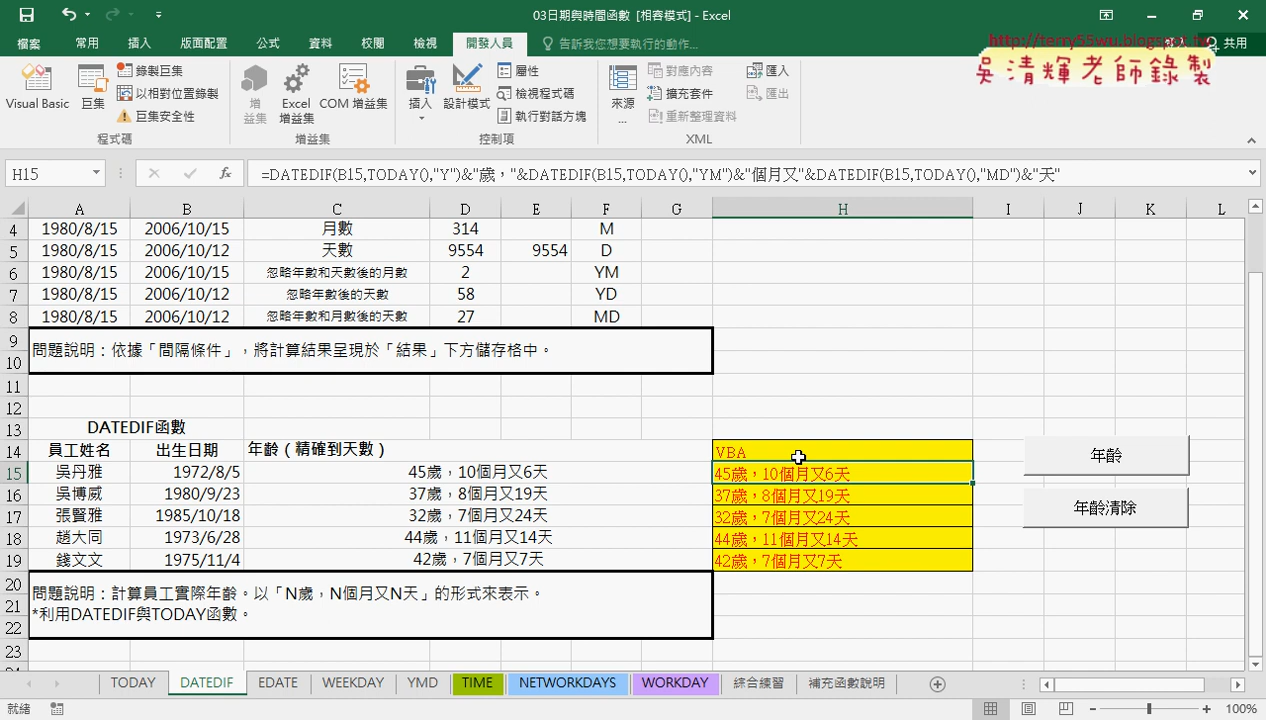 03日期與時間函數 [相容模式] - Excel
http://terry55wu.blogspot.tw
吳清輝老師錄製
檔案 常用 插入 版面配置 公式 資料 校閱 檢視 開發人員 告訴我您想要執行的動作... 共用
Visual Basic 巨集 錄製巨集 以相對位置錄製 巨集安全性 程式碼
增益集 Excel 增益集 COM 增益集 增益集
插入 設計模式 屬性 檢視程式碼 執行對話方塊 控制項
來源... 對應內容 擴充套件 重新整理資料 匯入 匯出 XML
H15 fx =DATEDIF(B15,TODAY(),"Y")&"歲，"&DATEDIF(B15,TODAY(),"YM")&"個月又"&DATEDIF(B15,TODAY(),"MD")&"天"
A B C D E F G H I J K L
4 1980/8/15 2006/10/15 月數 314 M
5 1980/8/15 2006/10/12 天數 9554 9554 D
6 1980/8/15 2006/10/15 忽略年數和天數後的月數 2 YM
7 1980/8/15 2006/10/12 忽略年數後的天數 58 YD
8 1980/8/15 2006/10/12 忽略年數和月數後的天數 27 MD
9
問題說明：依據「間隔條件」，將計算結果呈現於「結果」下方儲存格中。
10
11
12
13 DATEDIF函數
14 員工姓名 出生日期 年齡（精確到天數） VBA 年齡
15 吳丹雅 1972/8/5 45歲，10個月又6天 45歲，10個月又6天
16 吳博威 1980/9/23 37歲，8個月又19天 37歲，8個月又19天 年齡清除
17 張賢雅 1985/10/18 32歲，7個月又24天 32歲，7個月又24天
18 趙大同 1973/6/28 44歲，11個月又14天 44歲，11個月又14天
19 錢文文 1975/11/4 42歲，7個月又7天 42歲，7個月又7天
20 問題說明：計算員工實際年齡。以「N歲，N個月又N天」的形式來表示。
21 *利用DATEDIF與TODAY函數。
22
23
TODAY DATEDIF EDATE WEEKDAY YMD TIME NETWORKDAYS WORKDAY 綜合練習 補充函數說明
就緒 100%